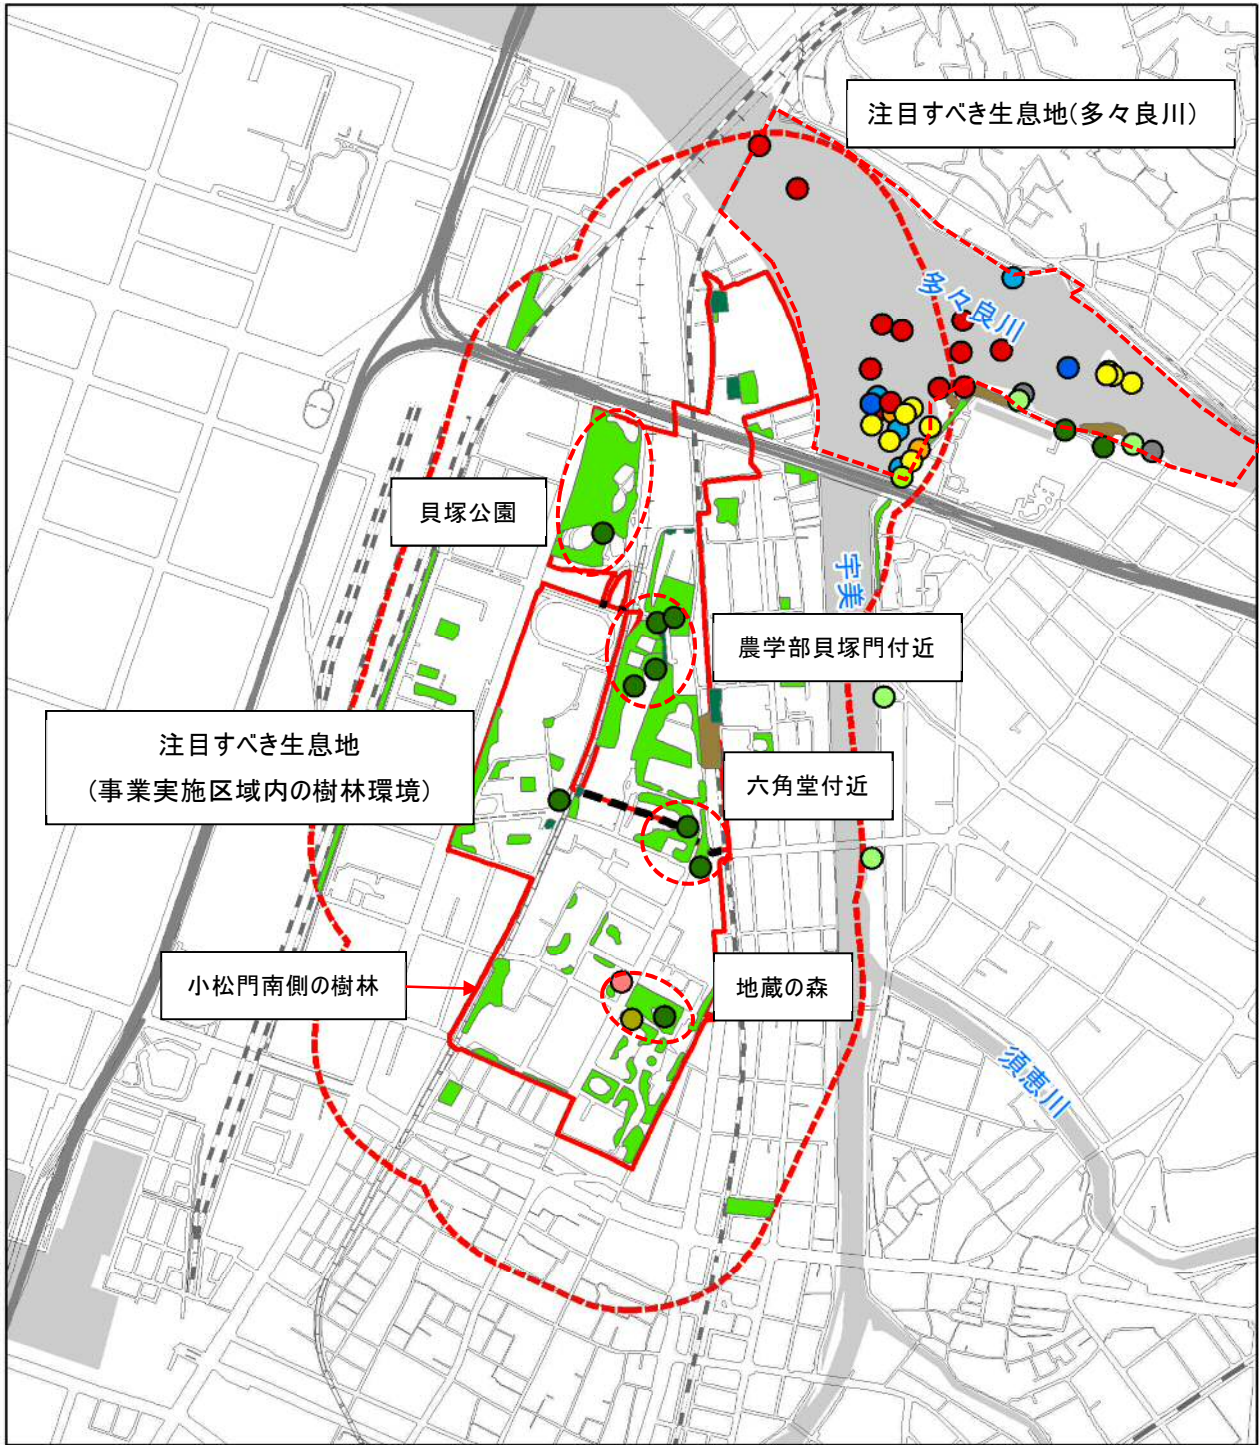 注目すべき生息地(多々良川)
多々良川
貝塚公園
宇美
農学部貝塚門付近
注目すべき生息地
(事業実施区域内の樹林環境)
六角堂付近
小松門南側の樹林
地蔵の森
須恵川